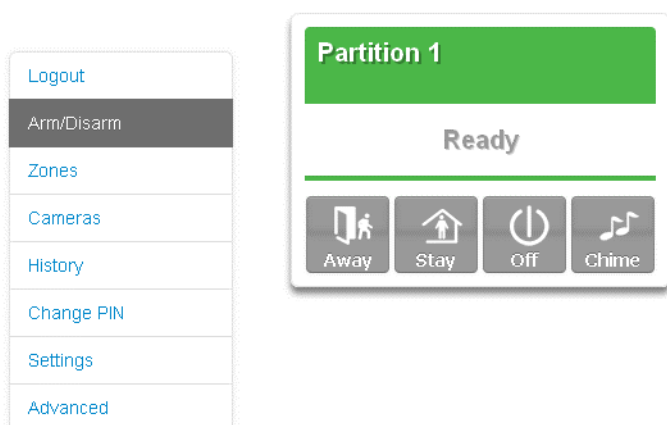 Logout
Arm/Disarm
Zones
Cameras
History
Change PIN
Settings
Advanced
Partition 1
Ready
Away Stay Off Chime